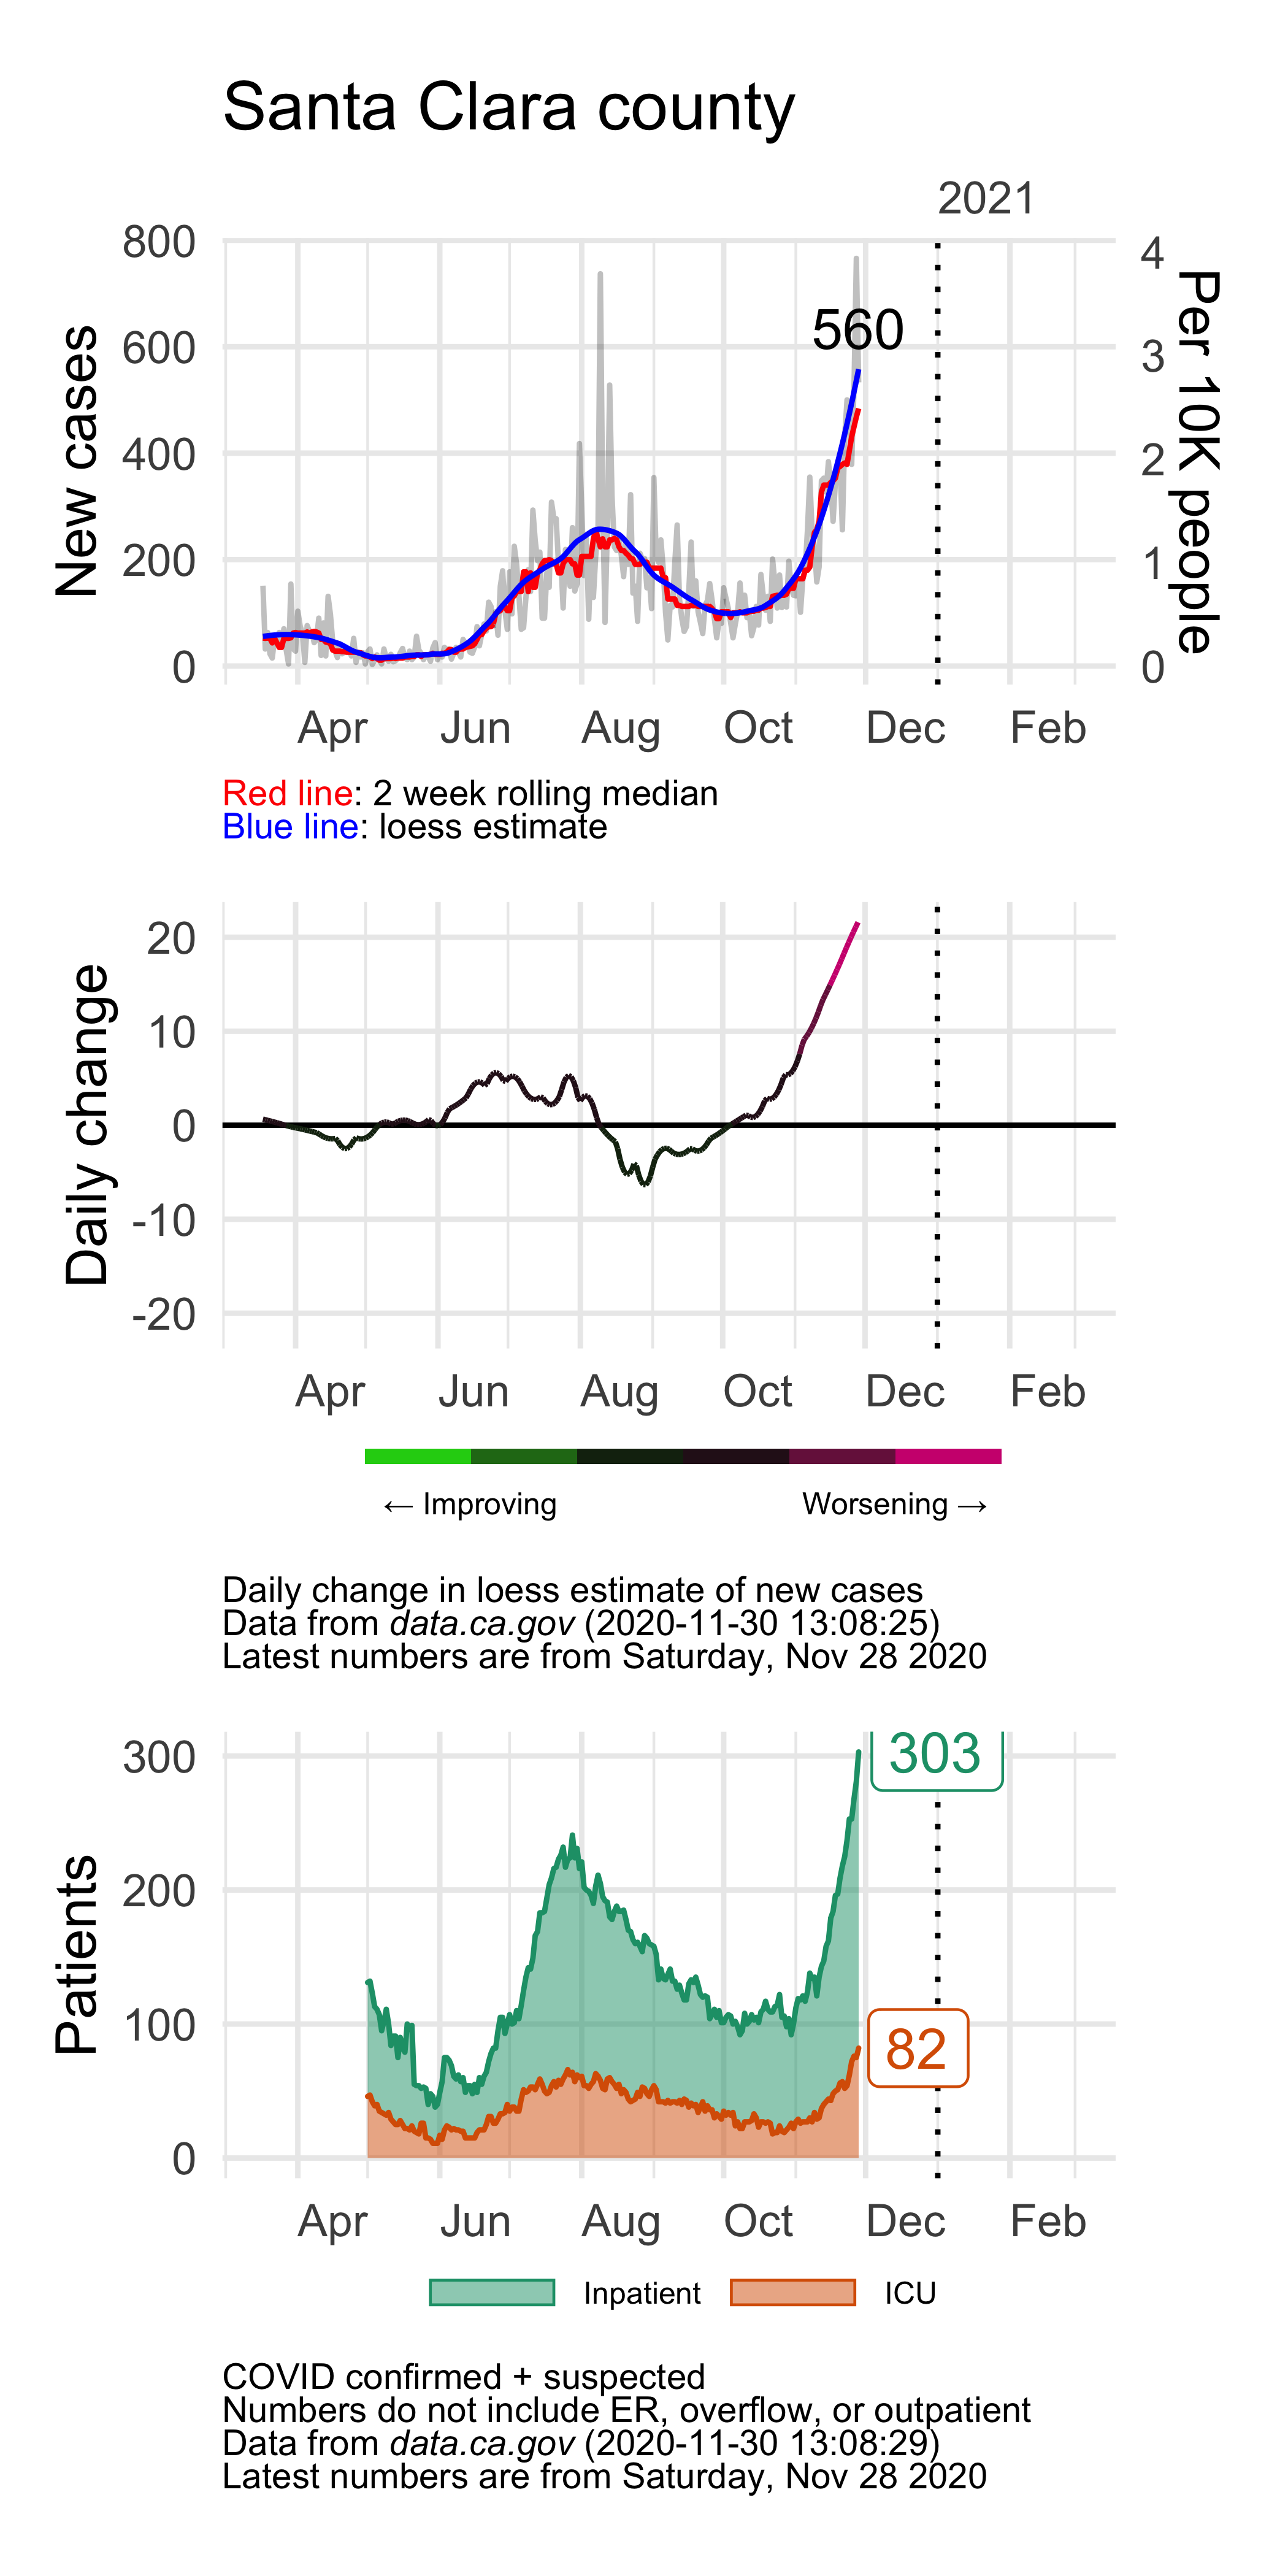 Santa Clara county
2021
800
600
400
200
0
New cases
560
4
3
2
1
0
Per 10K people
Apr Jun Aug Oct Dec Feb
Red line: 2 week rolling median
Blue line: loess estimate
20
10
0
-10
-20
Daily change
Apr Jun Aug Oct Dec Feb
← Improving Worsening →
Daily change in loess estimate of new cases
Data from data.ca.gov (2020-11-30 13:08:25)
Latest numbers are from Saturday, Nov 28 2020
300
200
100
0
Patients
303
82
Apr Jun Aug Oct Dec Feb
Inpatient ICU
COVID confirmed + suspected
Numbers do not include ER, overflow, or outpatient
Data from data.ca.gov (2020-11-30 13:08:29)
Latest numbers are from Saturday, Nov 28 2020